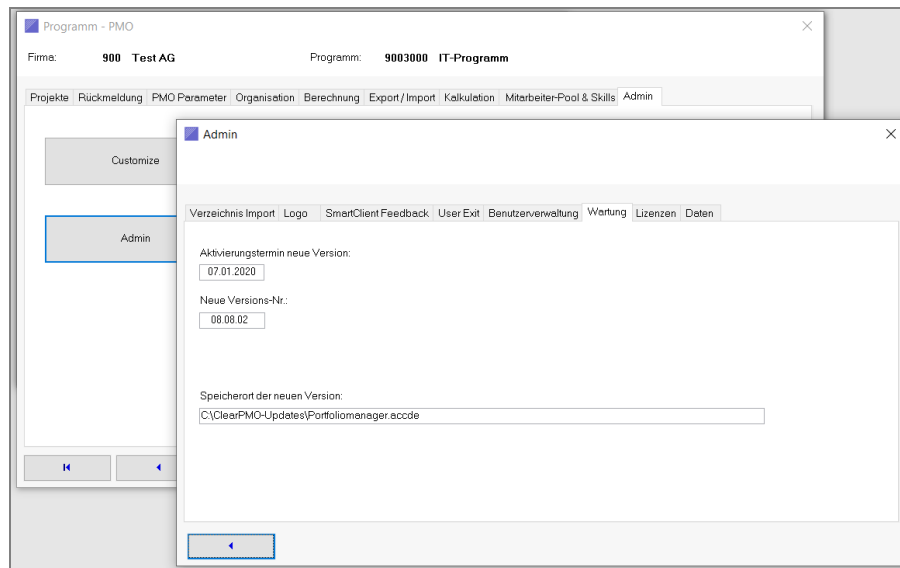 Programm - PMO
Firma: 900 Test AG Programm: 9003000 IT-Programm
Projekte Rückmeldung PMO Parameter Organisation Berechnung Export / Import Kalkulation Mitarbeiter-Pool & Skills Admin
Customize
Admin
Admin
Verzeichnis Import Logo SmartClient Feedback User Exit Benutzerverwaltung Wartung Lizenzen Daten
Aktivierungstermin neue Version:
07.01.2020
Neue Versions-Nr.:
08.08.02
Speicherort der neuen Version:
C:\ClearPMO-Updates\Portfoliomanager.accde